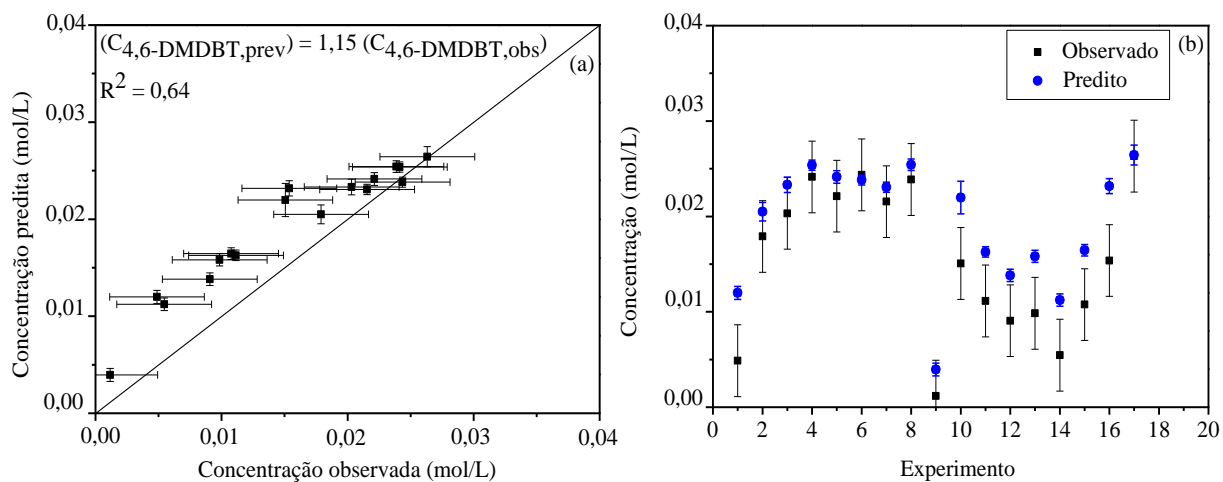 (C4,6-DMDBT,prev) = 1,15 (C4,6-DMDBT,obs)
R2 = 0,64
(a)
Concentração predita (mol/L)
0,04
0,03
0,02
0,01
0,00
0,00 0,01 0,02 0,03 0,04
Concentração observada (mol/L)
(b)
Observado
Predito
Concentração (mol/L)
0,04
0,03
0,02
0,01
0,00
0 2 4 6 8 10 12 14 16 18 20
Experimento